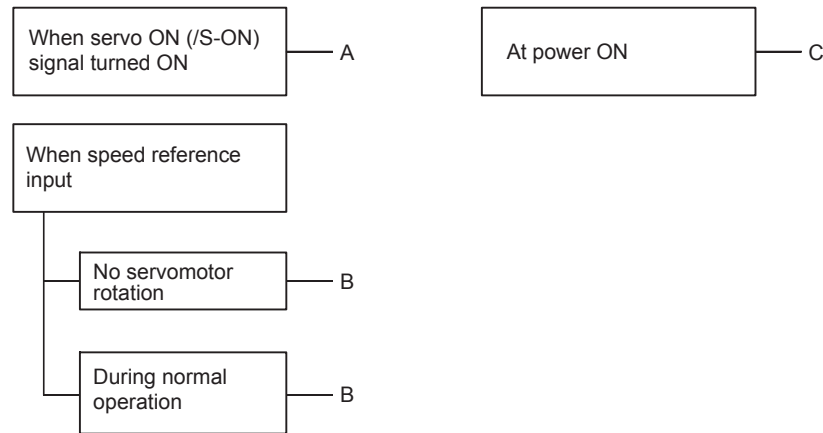 When servo ON (/S-ON)
signal turned ON
A
At power ON
C
When speed reference
input
No servomotor
rotation
B
During normal
operation
B